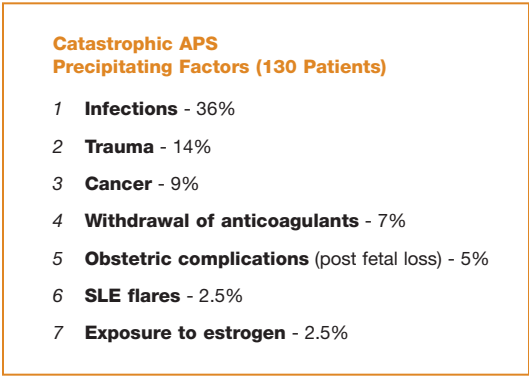 Catastrophic APS
Precipitating Factors (130 Patients)
1 Infections - 36%
2 Trauma - 14%
3 Cancer - 9%
4 Withdrawal of anticoagulants - 7%
5 Obstetric complications (post fetal loss) - 5%
6 SLE flares - 2.5%
7 Exposure to estrogen - 2.5%